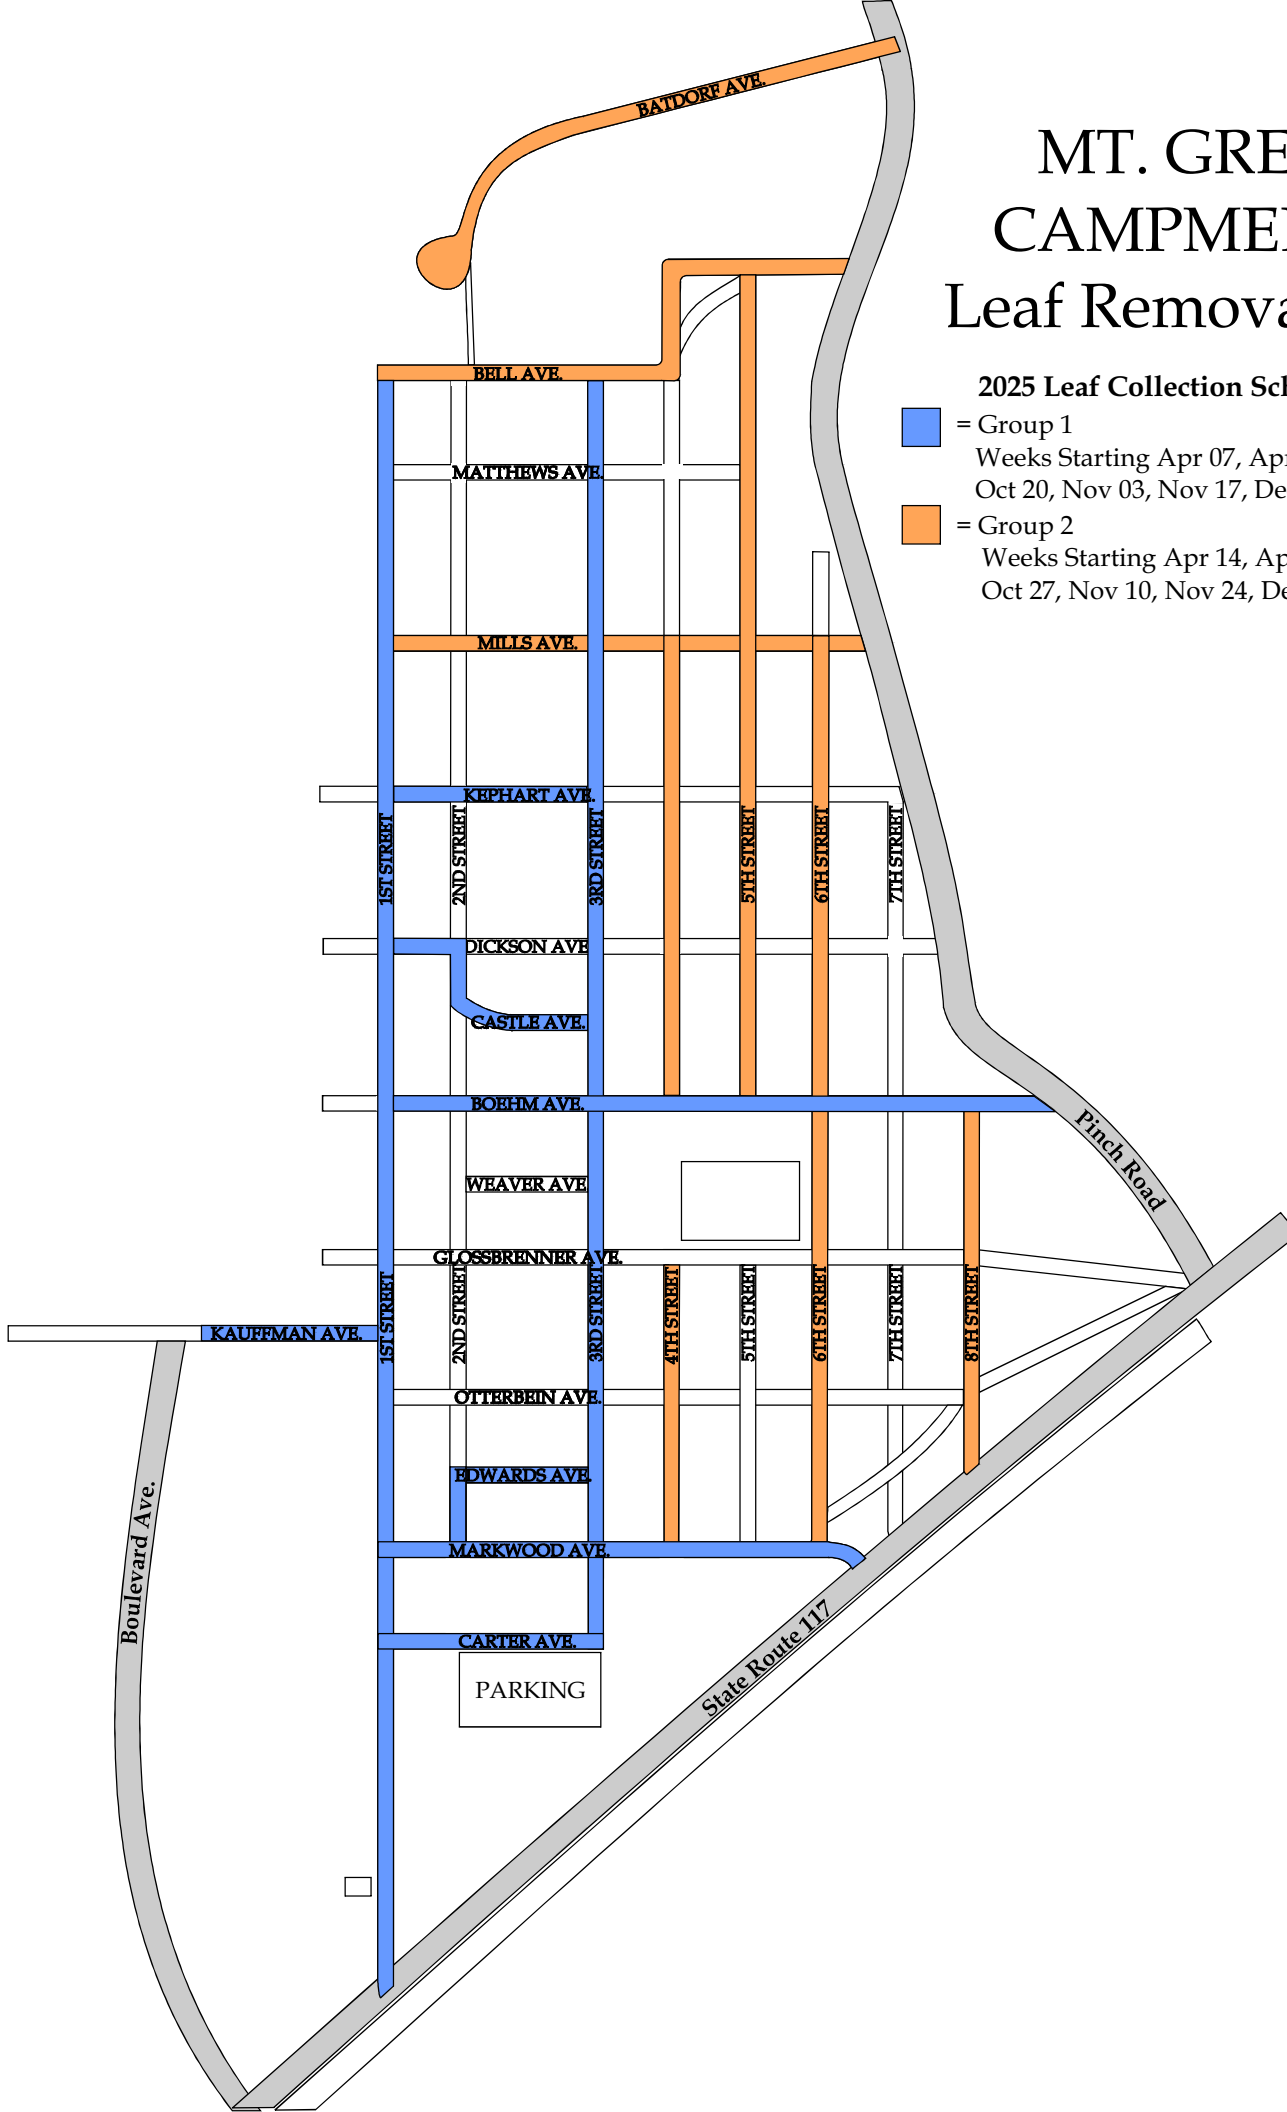 BATDORF AVE.
MT. GRE
CAMPME
Leaf Remova
BELL AVE.
2025 Leaf Collection Sc
= Group 1
Weeks Starting Apr 07, Apr
Oct 20, Nov 03, Nov 17, De
= Group 2
Weeks Starting Apr 14, Ap
Oct 27, Nov 10, Nov 24, De
MATTHEWS AVE.
MILLS AVE.
KEPHART AVE.
1ST STREET
2ND STREET
3RD STREET
5TH STREET
6TH STREET
7TH STREET
DICKSON AVE
CASTLE AVE.
BOEHM AVE.
Pinch Road
WEAVER AVE
GLOSSBRENNER AVE.
1ST STREET
2ND STREET
3RD STREET
4TH STREET
5TH STREET
6TH STREET
7TH STREET
8TH STREET
KAUFFMAN AVE.
OTTERBEIN AVE.
EDWARDS AVE.
Boulevard Ave.
MARKWOOD AVE.
CARTER AVE.
State Route 117
PARKING